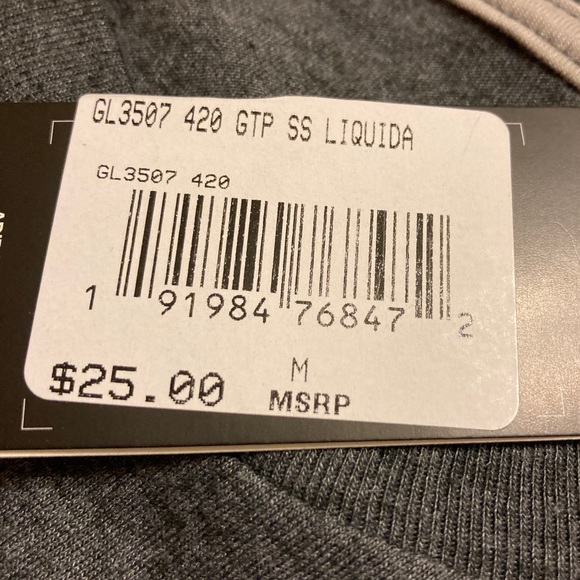 GL3507 420 GTP SS LIQUIDA
GL3507 420
1 91984 76847 2
M
$25.00 MSRP